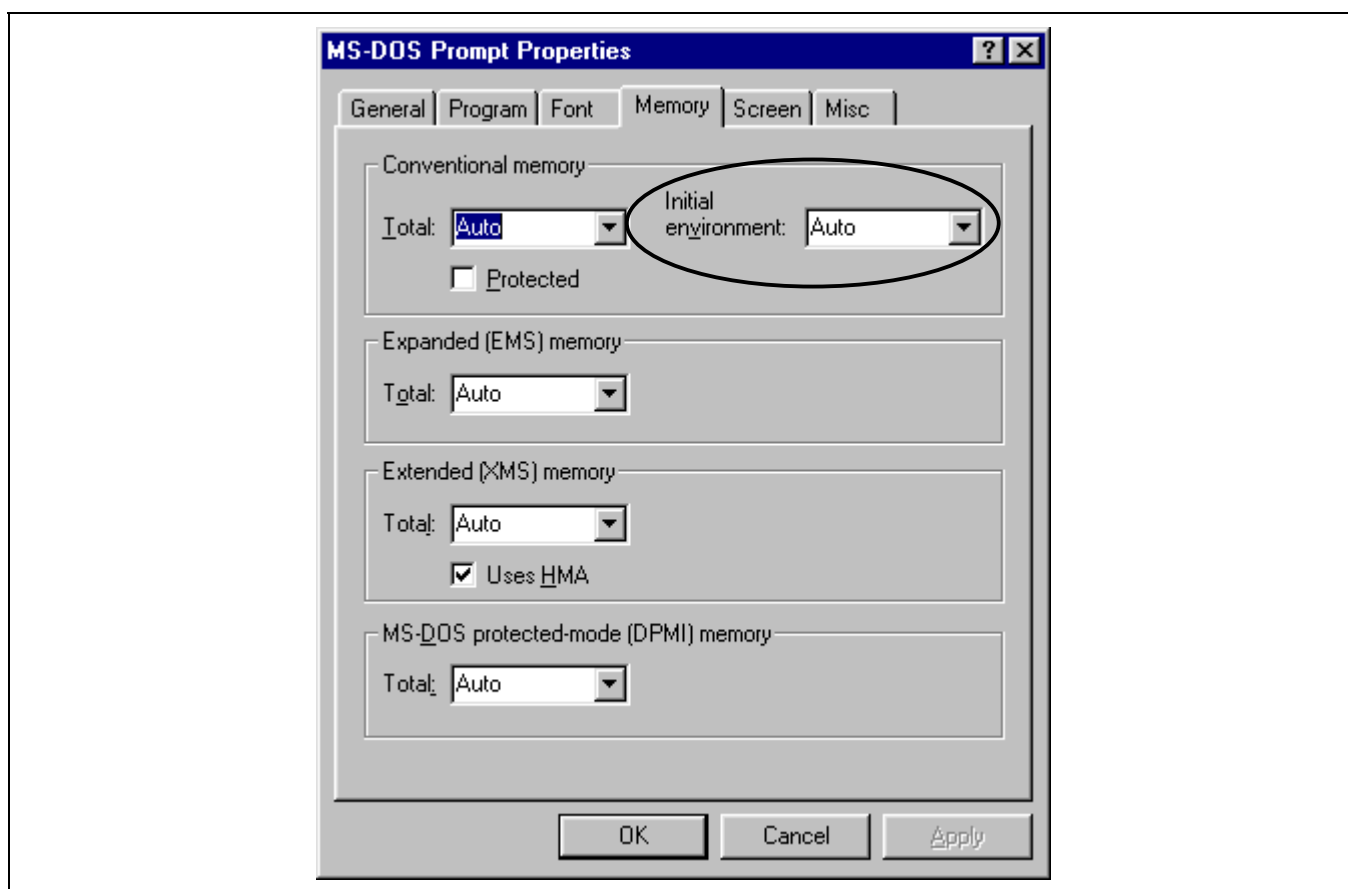 MS-DOS Prompt Properties
General Program Font Memory Screen Misc
Conventional memory
Total: Auto
Initial
environment: Auto
Protected
Expanded (EMS) memory
Total: Auto
Extended (XMS) memory
Total: Auto
Uses HMA
MS-DOS protected-mode (DPMI) memory
Total: Auto
OK Cancel Apply